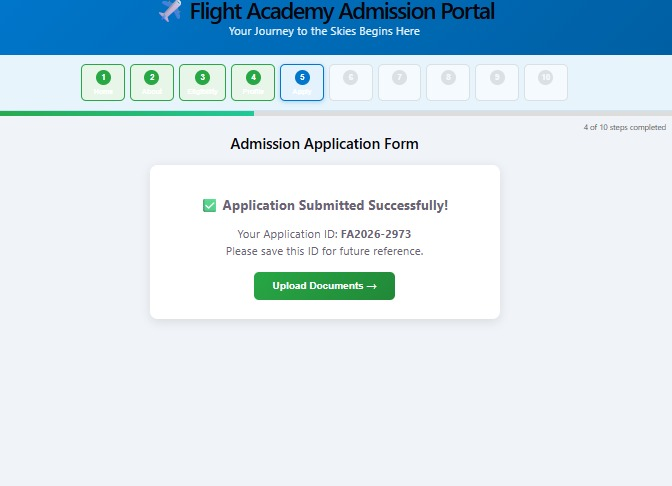 Flight Academy Admission Portal
Your Journey to the Skies Begins Here
1 2 3 4 5 6 7 8 9 10
Eligibility Profile Apply
4 of 10 steps completed
Admission Application Form
Application Submitted Successfully!
Your Application ID: FA2026-2973
Please save this ID for future reference.
Upload Documents →